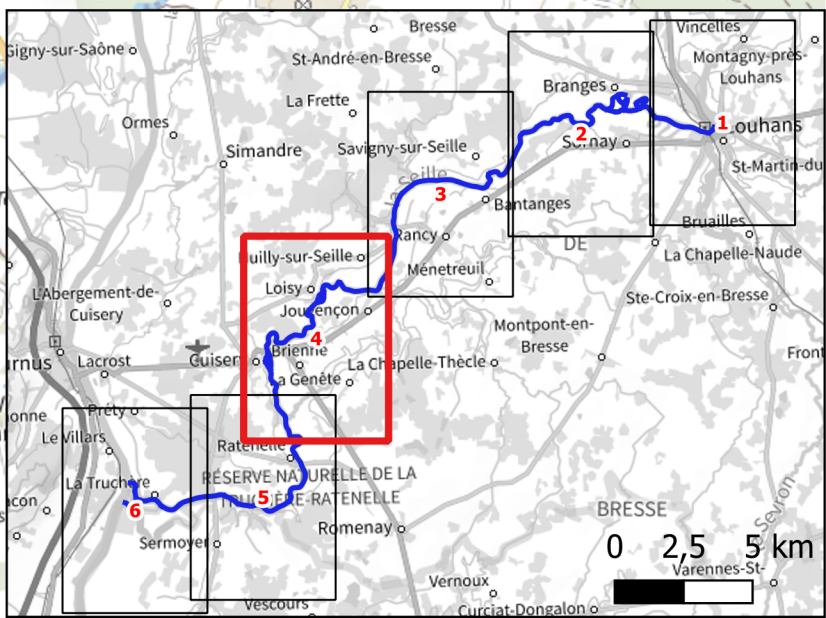 Bresse
Vincelles
Gigny-sur-Saône
St-André-en-Bresse
Montagny-près-
Louhans
Branges
La Frette
Ormes
1
Louhans
2
Sornay
Savigny-sur-Seille
Simandre
St-Martin-du
Seille
3
Bantanges
Bruailles
Rancy
DE
La Chapelle-Naude
Huilly-sur-Seille
Ménetreuil
Loisy
L'Abergement-de-
Cuisery
Ste-Croix-en-Bresse
Jouvençon
Montpont-en-
Bresse
4
Brienne
urnus
Lacrost
Cuisery
La Chapelle-Thècle
Front
La Genête
Préty
onne
Le Villars
Ratenelle
RÉSERVE NATURELLE DE LA
TRUCHÈRE-RATENELLE
La Truchère
5
acon
6
BRESSE
Sevron
Romenay
Sermoyer
0 2,5 5 km
Varennes-St-
Vernoux
Vescours
Curciat-Dongalon